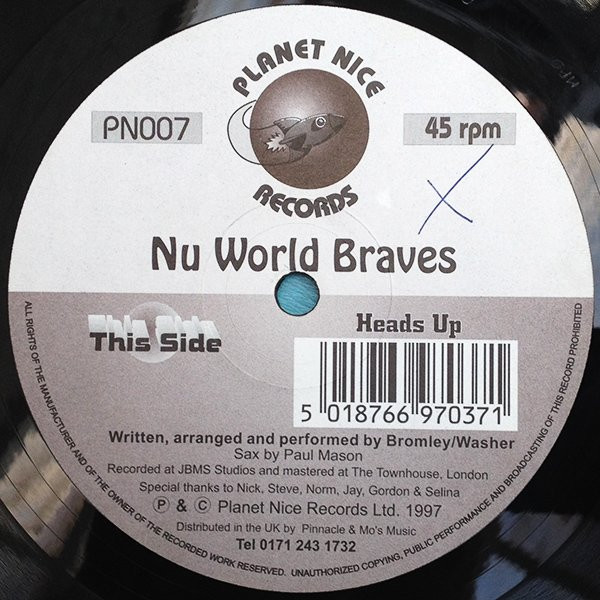 PLANET NICE
RECORDS
PN007
45 rpm
X
Nu World Braves
This Side
This Side
Heads Up
5 018766 970371
Written, arranged and performed by Bromley/Washer
Sax by Paul Mason
Recorded at JBMS Studios and mastered at The Townhouse, London
Special thanks to Nick, Steve, Norm, Jay, Gordon & Selina
℗ & © Planet Nice Records Ltd. 1997
Distributed in the UK by Pinnacle & Mo's Music
Tel 0171 243 1732
ALL RIGHTS OF THE MANUFACTURER AND OF THE OWNER OF THE RECORDED WORK RESERVED. UNAUTHORIZED COPYING, PUBLIC PERFORMANCE AND BROADCASTING OF THIS RECORD PROHIBITED